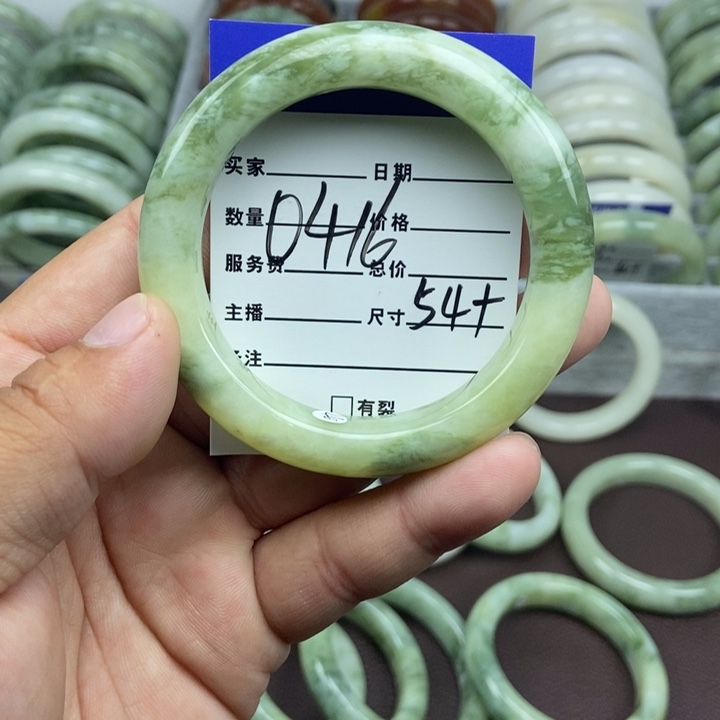 买家 日期
数量 0416 价格
服务费 总价
主播 尺寸 54+
注
有裂